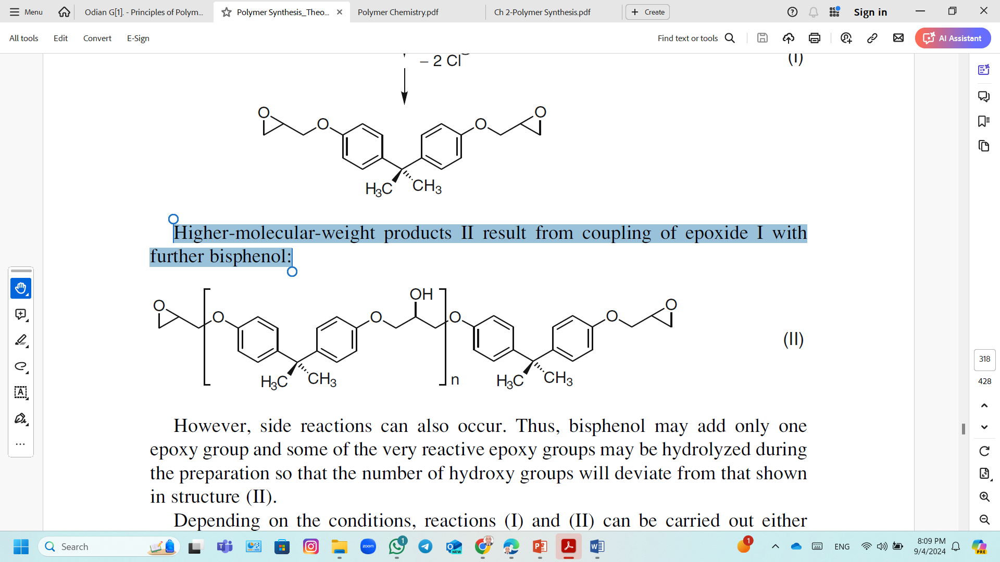 Menu
Odian G[1]. - Principles of Polym...
Polymer Synthesis_Theo...
Polymer Chemistry.pdf
Ch 2-Polymer Synthesis.pdf
Create
Sign in
All tools
Edit
Convert
E-Sign
Find text or tools
AI Assistant
– 2 Cl
(I)
O
O
O
O
H3C
CH3
Higher-molecular-weight products II result from coupling of epoxide I with
further bisphenol:
O
O
O
OH
O
O
O
H3C
CH3
n
H3C
CH3
(II)
However, side reactions can also occur. Thus, bisphenol may add only one
epoxy group and some of the very reactive epoxy groups may be hydrolyzed during
the preparation so that the number of hydroxy groups will deviate from that shown
in structure (II).
Depending on the conditions, reactions (I) and (II) can be carried out either
318
428
Search
zoom
1
NEW
1
ENG
8:09 PM
9/4/2024
PRE